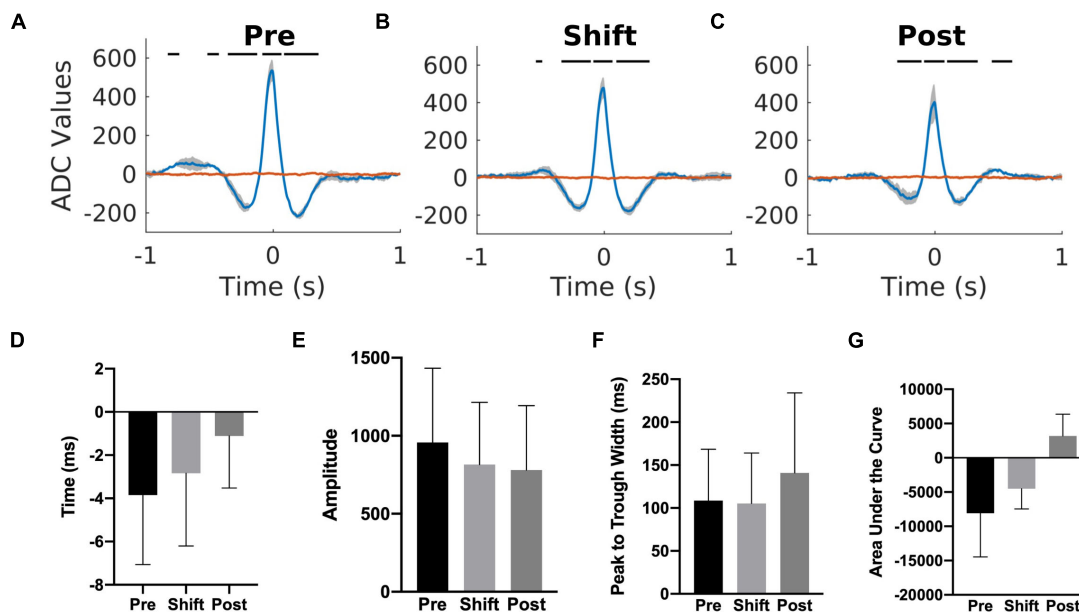 A
Pre
600
400
200
0
-200
ADC Values
-1
0
1
Time (s)
B
Shift
600
400
200
0
-200
-1
0
1
Time (s)
C
Post
600
400
200
0
-200
-1
0
1
Time (s)
D
2
0
-2
-4
-6
-8
Time (ms)
Pre Shift Post
E
1500
1000
500
0
Amplitude
Pre Shift Post
F
250
200
150
100
50
0
Peak to Trough Width (ms)
Pre Shift Post
G
10000
5000
0
-5000
-10000
-15000
-20000
Area Under the Curve
Pre Shift Post